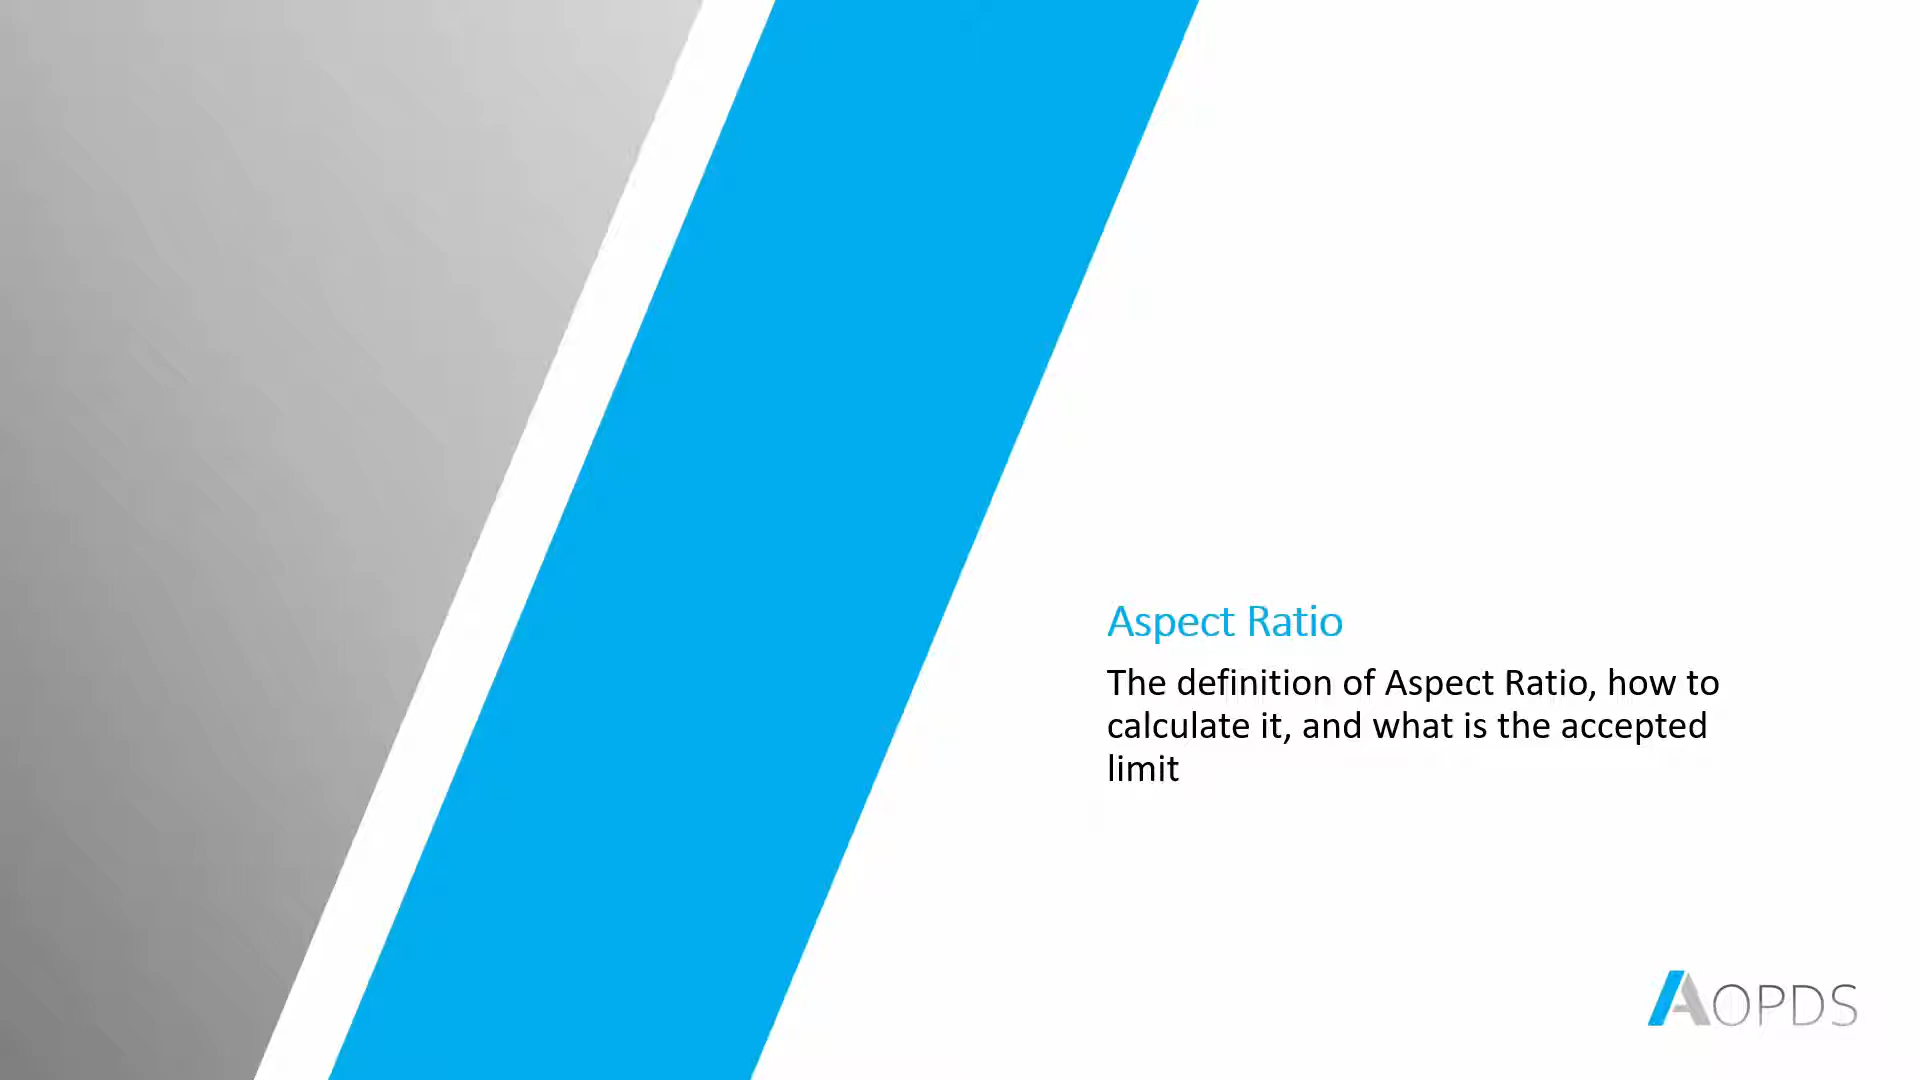 Aspect Ratio
The definition of Aspect Ratio, how to
calculate it, and what is the accepted
limit
AOPDS